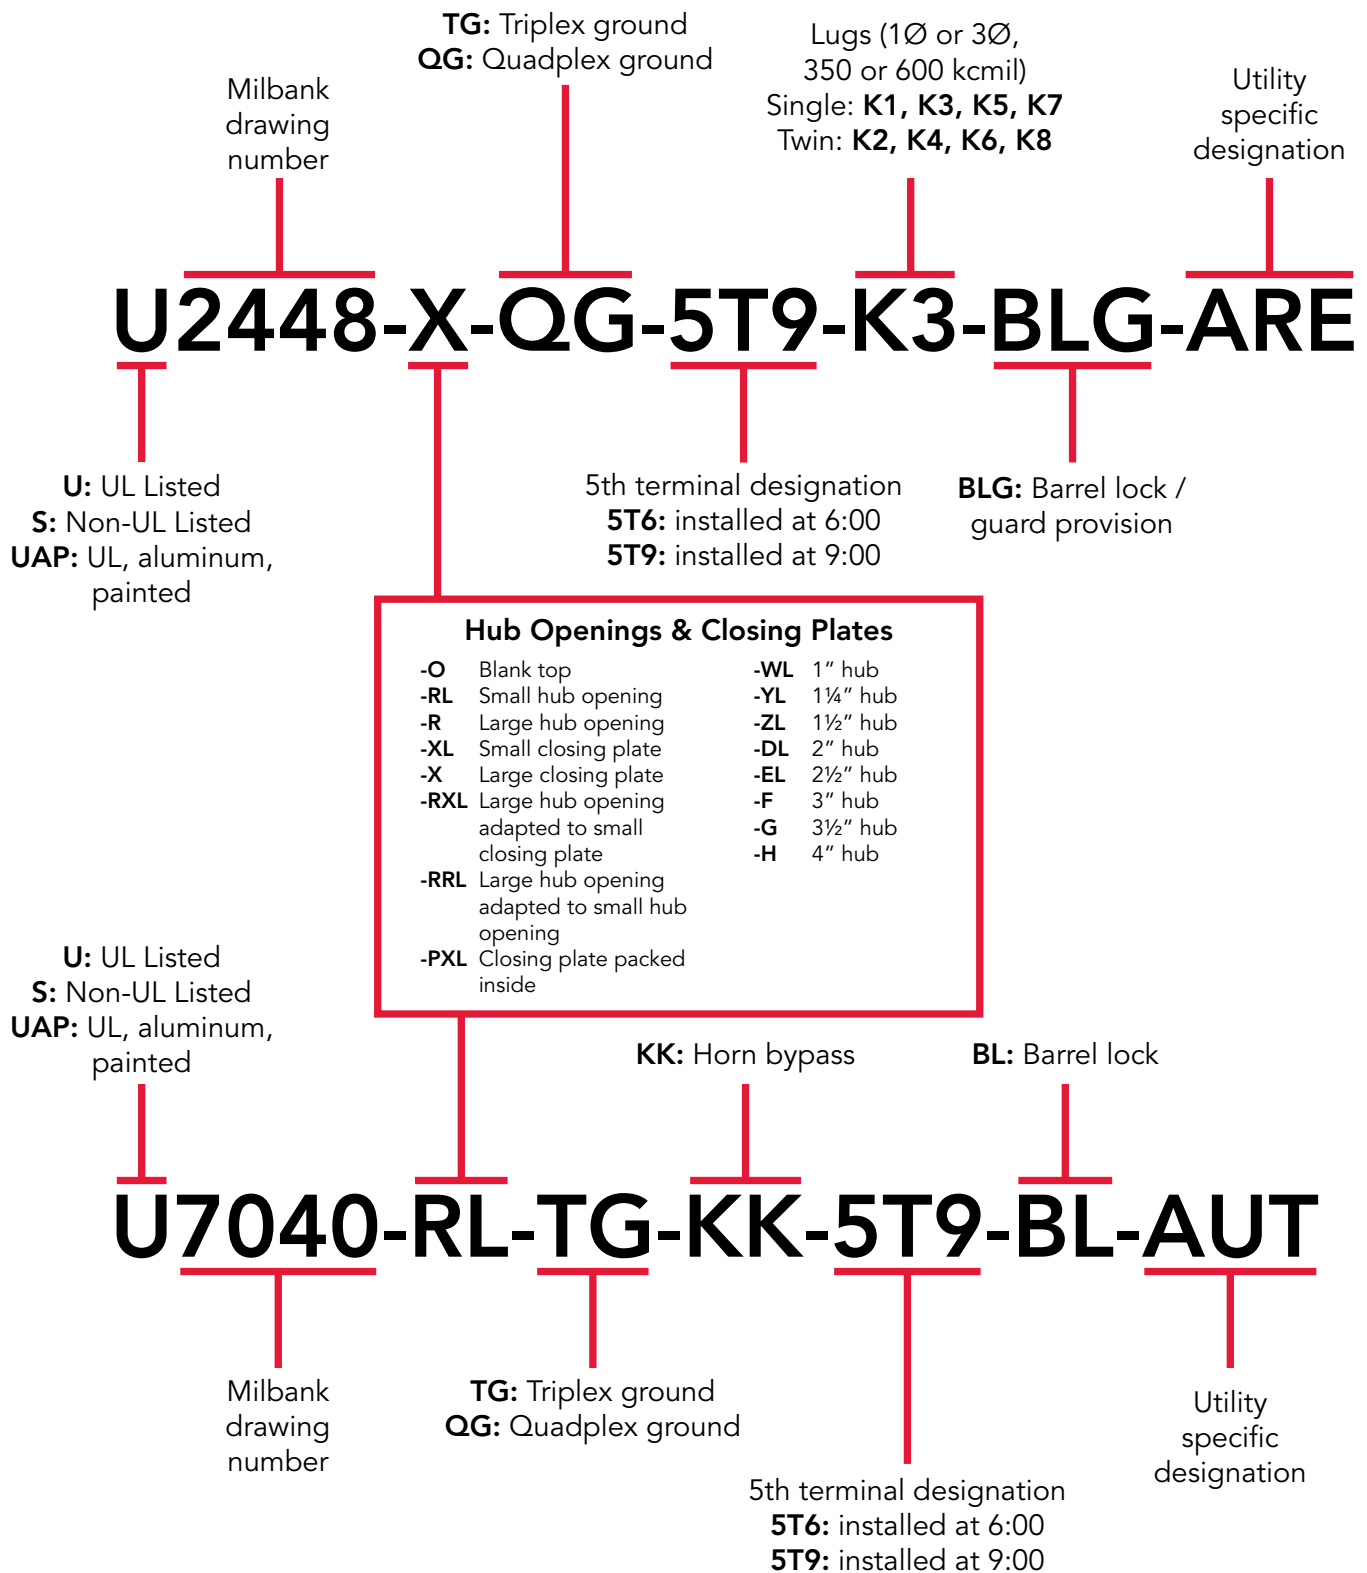 TG: Triplex ground
QG: Quadplex ground
Lugs (1Ø or 3Ø,
350 or 600 kcmil)
Single: K1, K3, K5, K7
Twin: K2, K4, K6, K8
Milbank
drawing
number
Utility
specific
designation
U2448-X-QG-5T9-K3-BLG-ARE
U: UL Listed
S: Non-UL Listed
UAP: UL, aluminum,
painted
5th terminal designation
5T6: installed at 6:00
5T9: installed at 9:00
BLG: Barrel lock /
guard provision
Hub Openings & Closing Plates
-O Blank top
-RL Small hub opening
-R Large hub opening
-XL Small closing plate
-X Large closing plate
-RXL Large hub opening
adapted to small
closing plate
-RRL Large hub opening
adapted to small hub
opening
-PXL Closing plate packed
inside
-WL 1” hub
-YL 1¼” hub
-ZL 1½” hub
-DL 2” hub
-EL 2½” hub
-F 3” hub
-G 3½” hub
-H 4” hub
U: UL Listed
S: Non-UL Listed
UAP: UL, aluminum,
painted
KK: Horn bypass
BL: Barrel lock
U7040-RL-TG-KK-5T9-BL-AUT
Milbank
drawing
number
TG: Triplex ground
QG: Quadplex ground
5th terminal designation
5T6: installed at 6:00
5T9: installed at 9:00
Utility
specific
designation